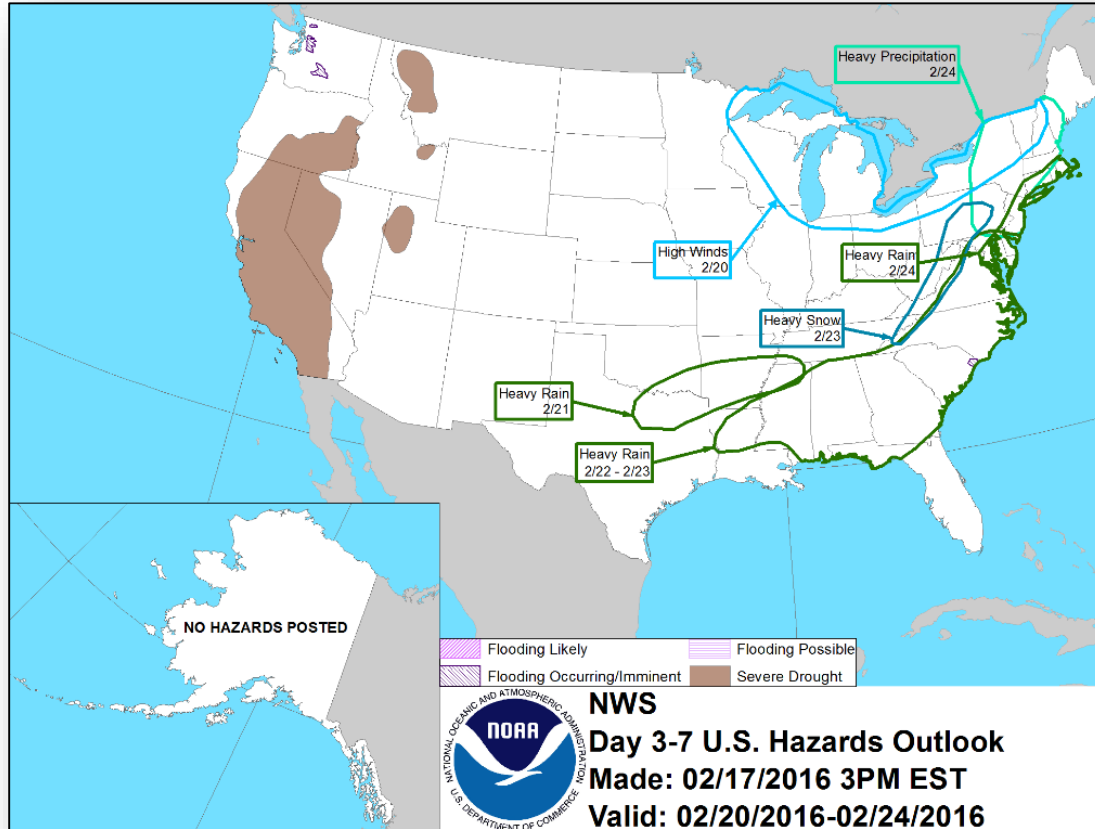 Heavy Precipitation
2/24
High Winds
2/20
Heavy Rain
2/24
Heavy Snow
2/23
Heavy Rain
2/21
Heavy Rain
2/22 - 2/23
NO HAZARDS POSTED
Flooding Likely
Flooding Possible
Flooding Occurring/Imminent
Severe Drought
NATIONAL OCEANIC AND ATMOSPHERIC ADMINISTRATION
NOAA
U.S. DEPARTMENT OF COMMERCE
NWS
Day 3-7 U.S. Hazards Outlook
Made: 02/17/2016 3PM EST
Valid: 02/20/2016-02/24/2016